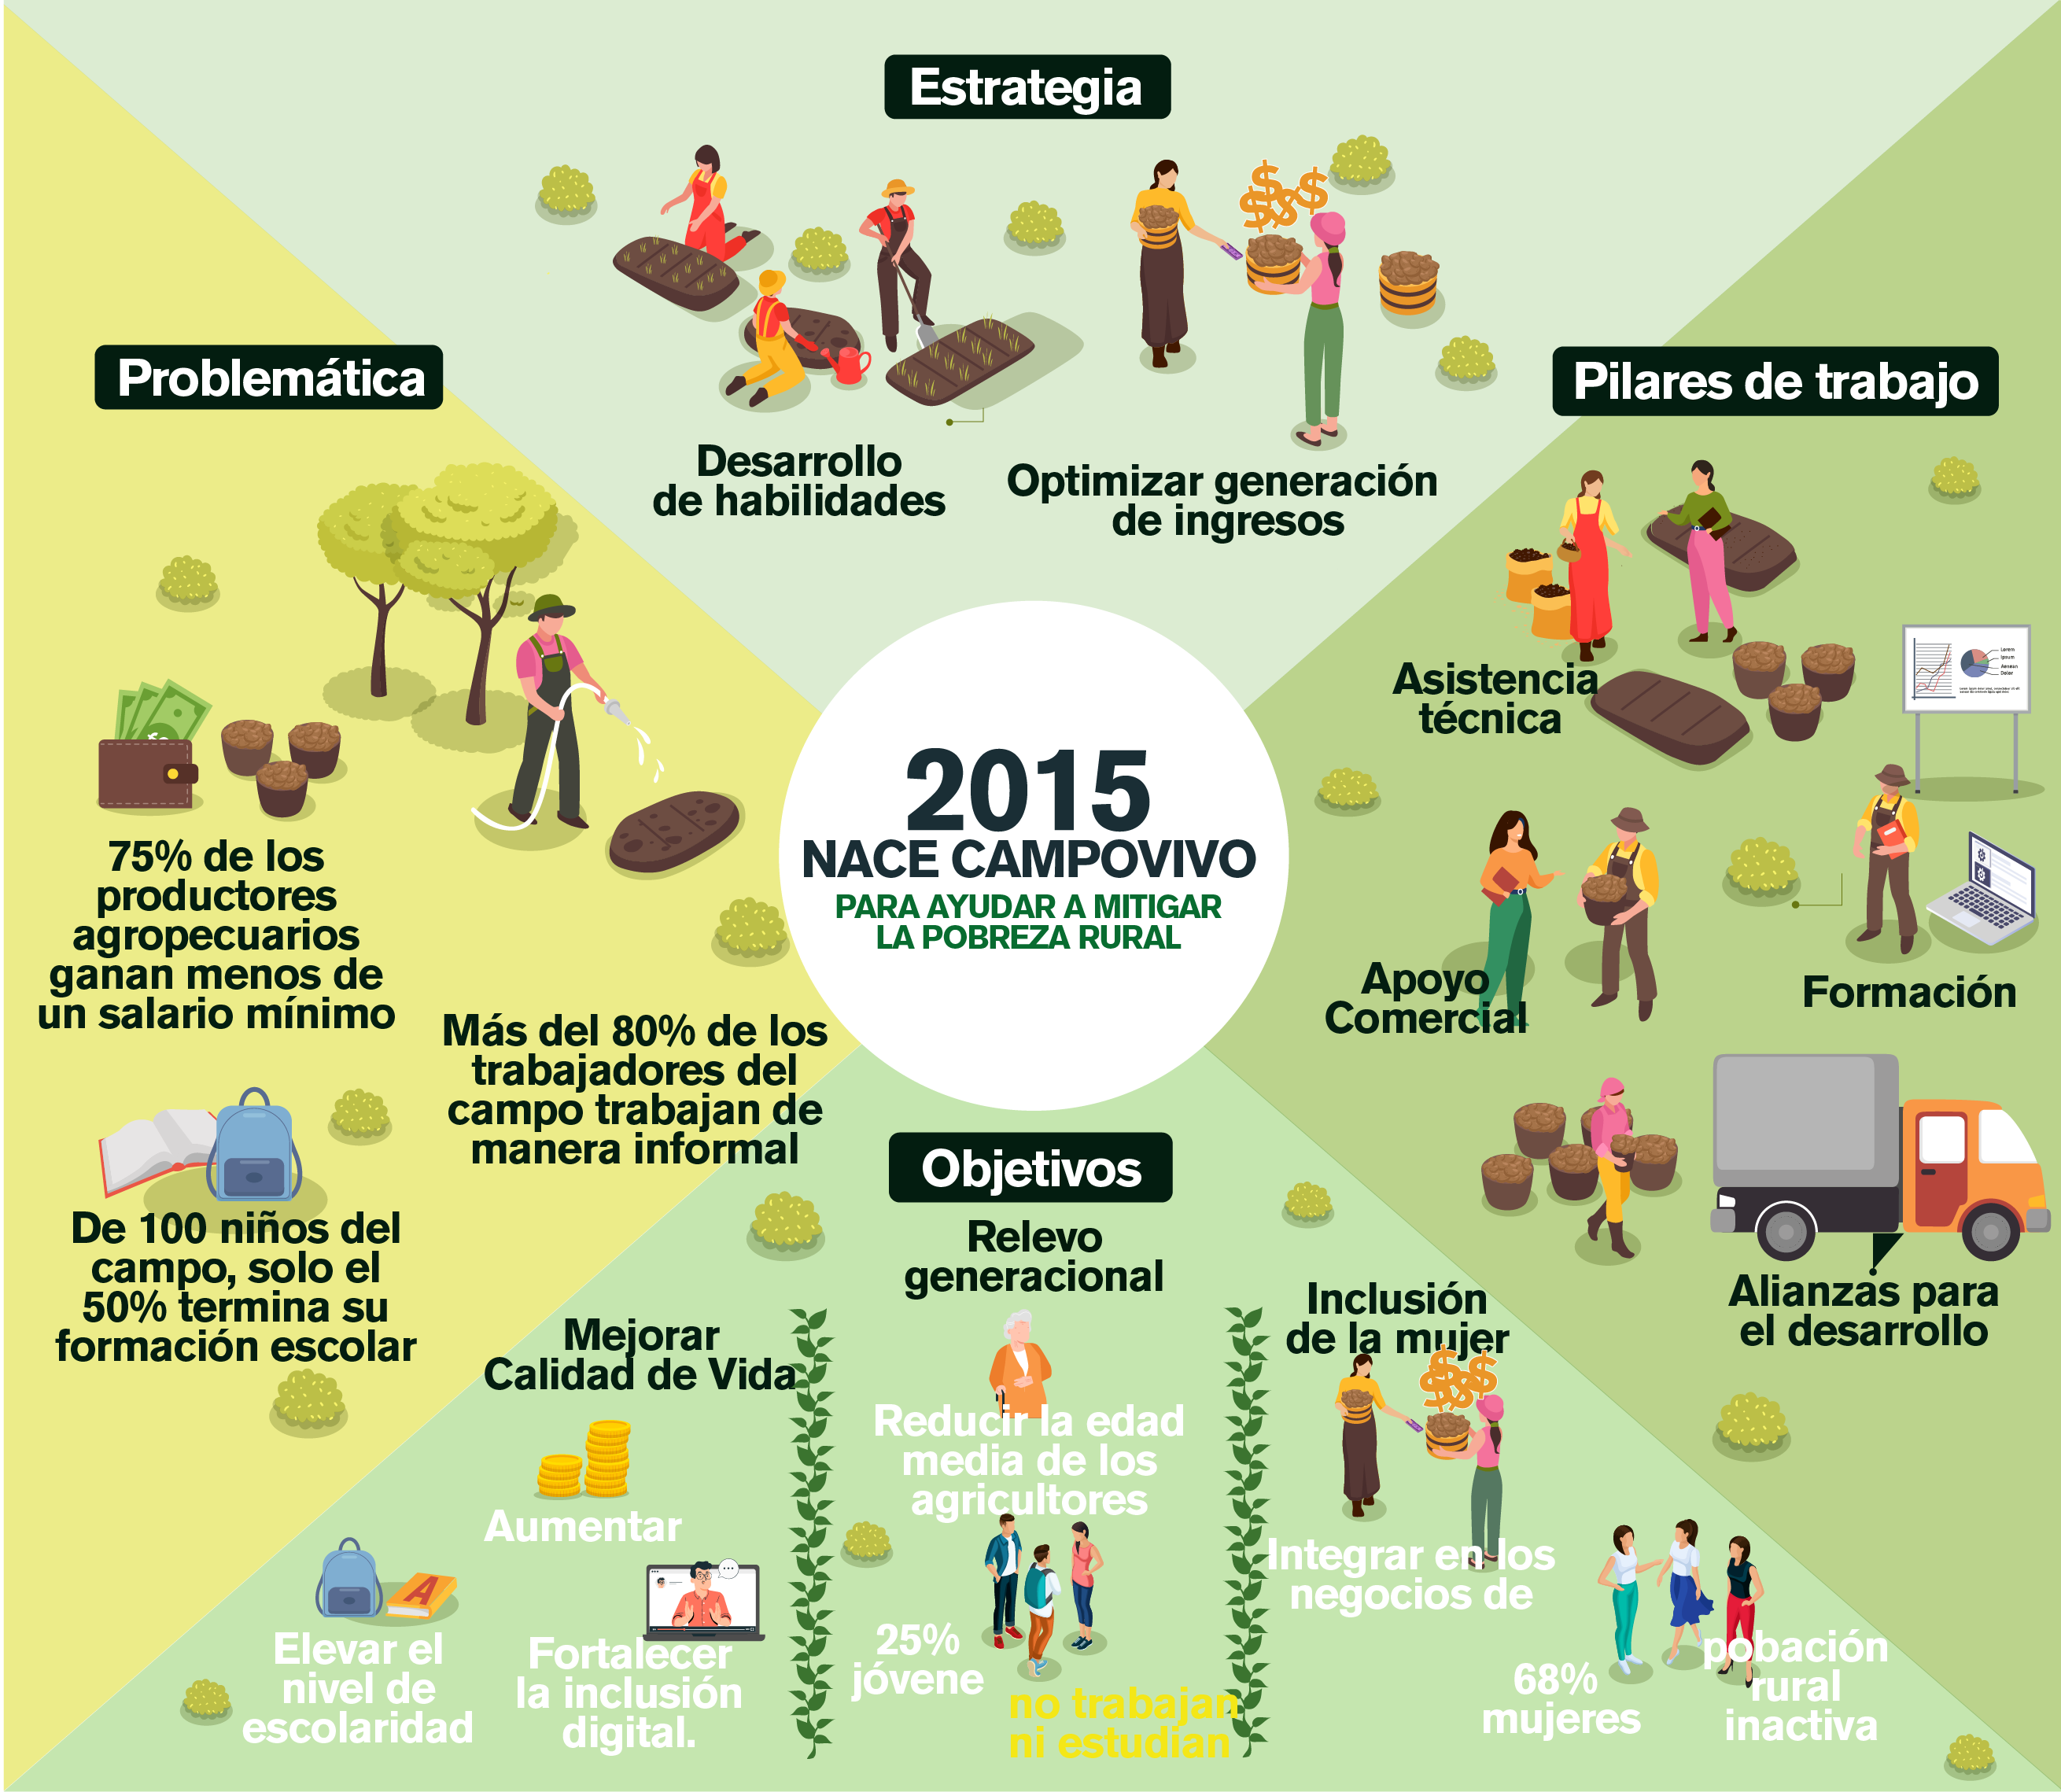 Estrategia
Desarrollo
de habilidades
Optimizar generación
de ingresos
Problemática
75% de los
productores
agropecuarios
ganan menos de
un salario mínimo
Más del 80% de los
trabajadores del
campo trabajan de
manera informal
De 100 niños del
campo, solo el
50% termina su
formación escolar
2015
NACE CAMPOVIVO
PARA AYUDAR A MITIGAR
LA POBREZA RURAL
Pilares de trabajo
Asistencia
técnica
Lorem
Ipsum
Aenean
Dolor
Apoyo
Comercial
Formación
Alianzas para
el desarrollo
Objetivos
Mejorar
Calidad de Vida
Aumentar
Elevar el
nivel de
escolaridad
A
Fortalecer
la inclusión
digital.
Relevo
generacional
Reducir la edad
media de los
agricultores
25%
jóvene
no trabajan
ni estudian
Inclusión
de la mujer
$$$$
Integrar en los
negocios de
68%
mujeres
pobación
rural
inactiva